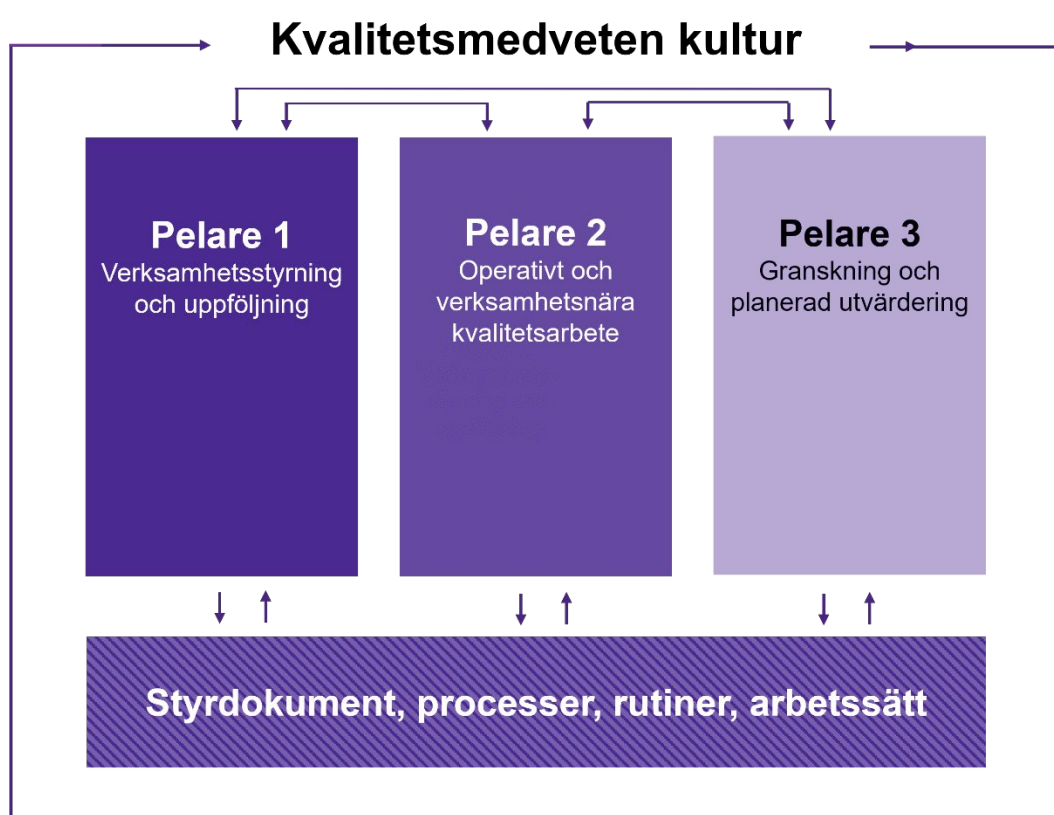 Kvalitetsmedveten kultur
Pelare 1
Verksamhetsstyrning
och uppföljning
Pelare 2
Operativt och
verksamhetsnära
kvalitetsarbete
Pelare 3
Granskning och
planerad utvärdering
Styrdokument, processer, rutiner, arbetssätt